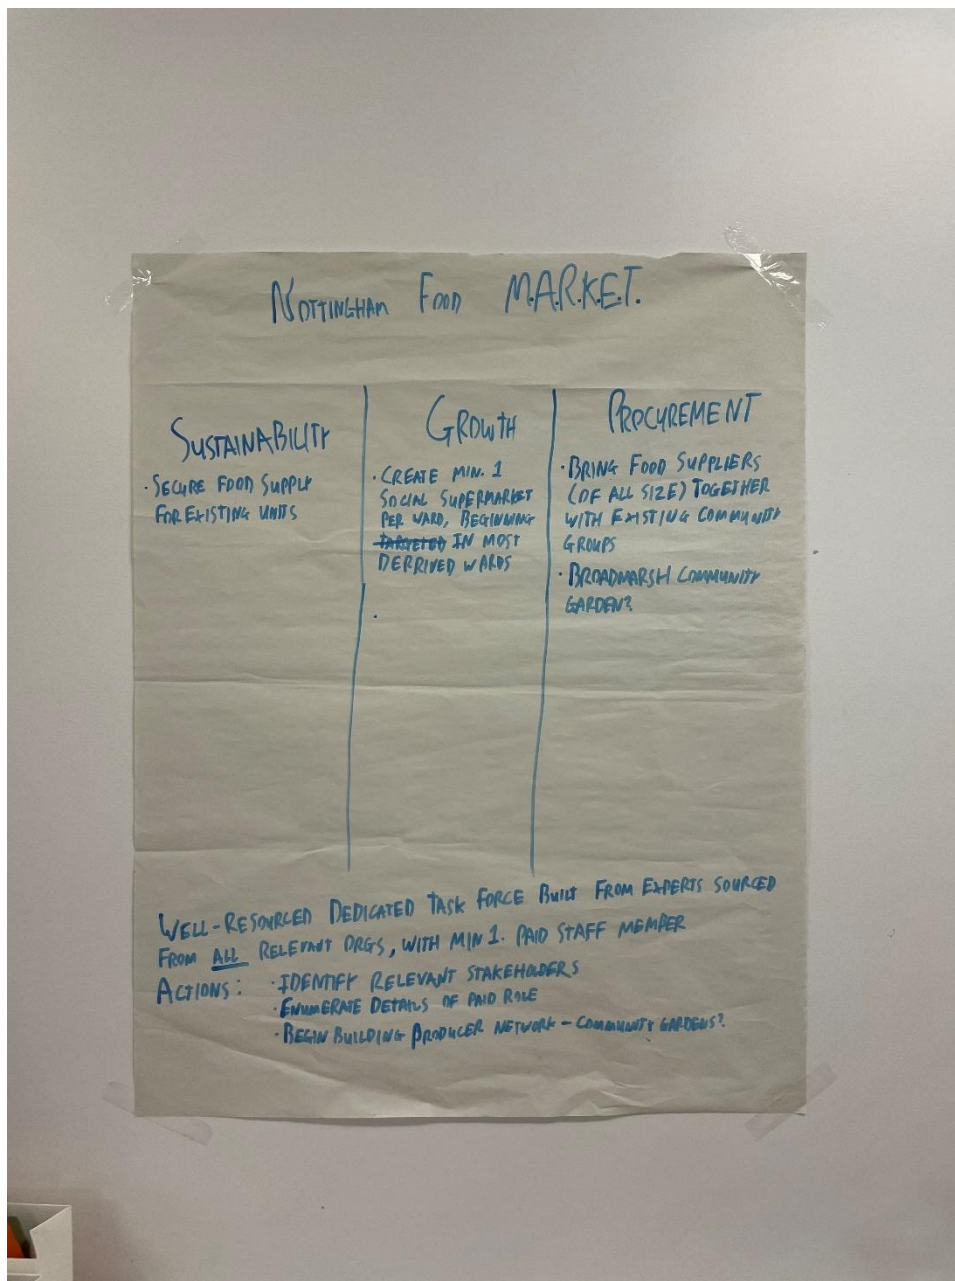 NOTTINGHAM FOOD M.A.R.K.E.T.
SUSTAINABILITY
· SECURE FOOD SUPPLY
FOR EXISTING UNITS
GROWTH
· CREATE MIN. 1
SOCIAL SUPERMARKET
PER WARD, BEGINNING
TARGETED IN MOST
DERRIVED WARDS
·
PROCUREMENT
· BRING FOOD SUPPLIERS
(OF ALL SIZE) TOGETHER
WITH EXISTING COMMUNITY
GROUPS
· BROADMARSH COMMUNITY
GARDEN?
WELL-RESOURCED DEDICATED TASK FORCE BUILT FROM EXPERTS SOURCED
FROM ALL RELEVANT ORGS, WITH MIN 1. PAID STAFF MEMBER
ACTIONS: · IDENTIFY RELEVANT STAKEHOLDERS
· ENUMERATE DETAILS OF PAID ROLE
· BEGIN BUILDING PRODUCER NETWORK - COMMUNITY GARDENS?